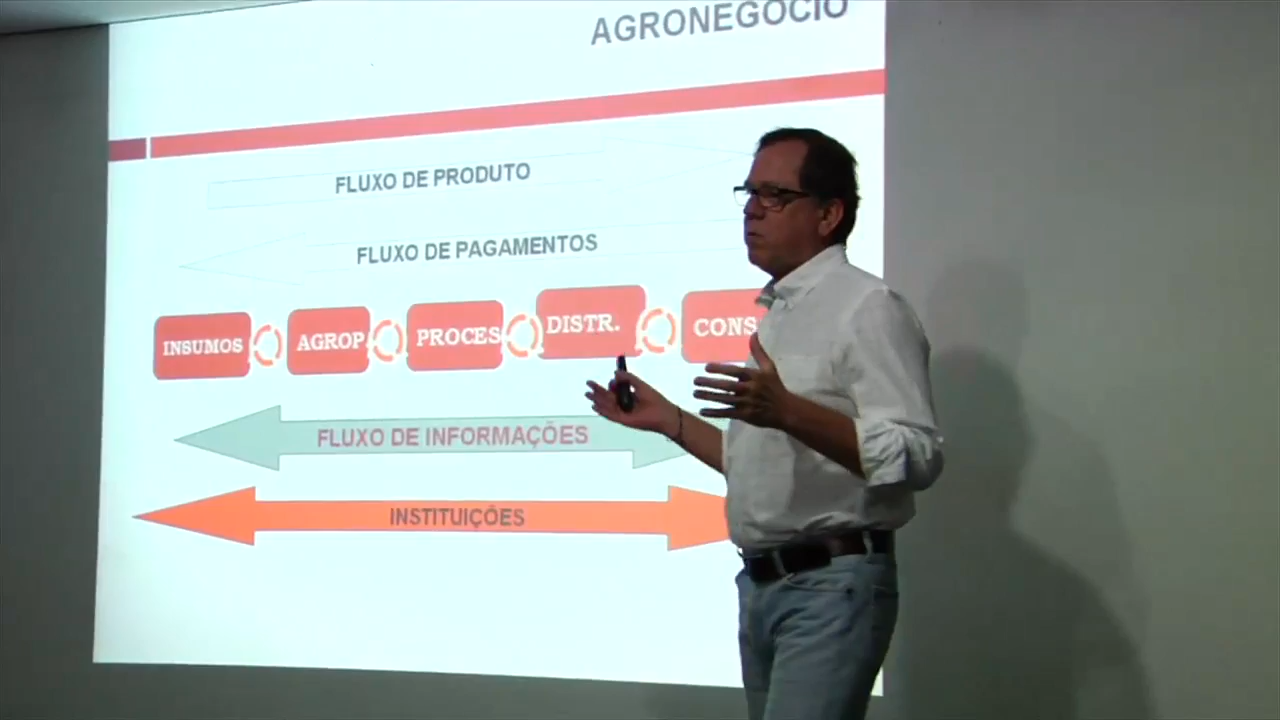 AGRONEGÓCIO
FLUXO DE PRODUTO
FLUXO DE PAGAMENTOS
INSUMOS AGROP PROCES DISTR. CONS
FLUXO DE INFORMAÇÕES
INSTITUIÇÕES